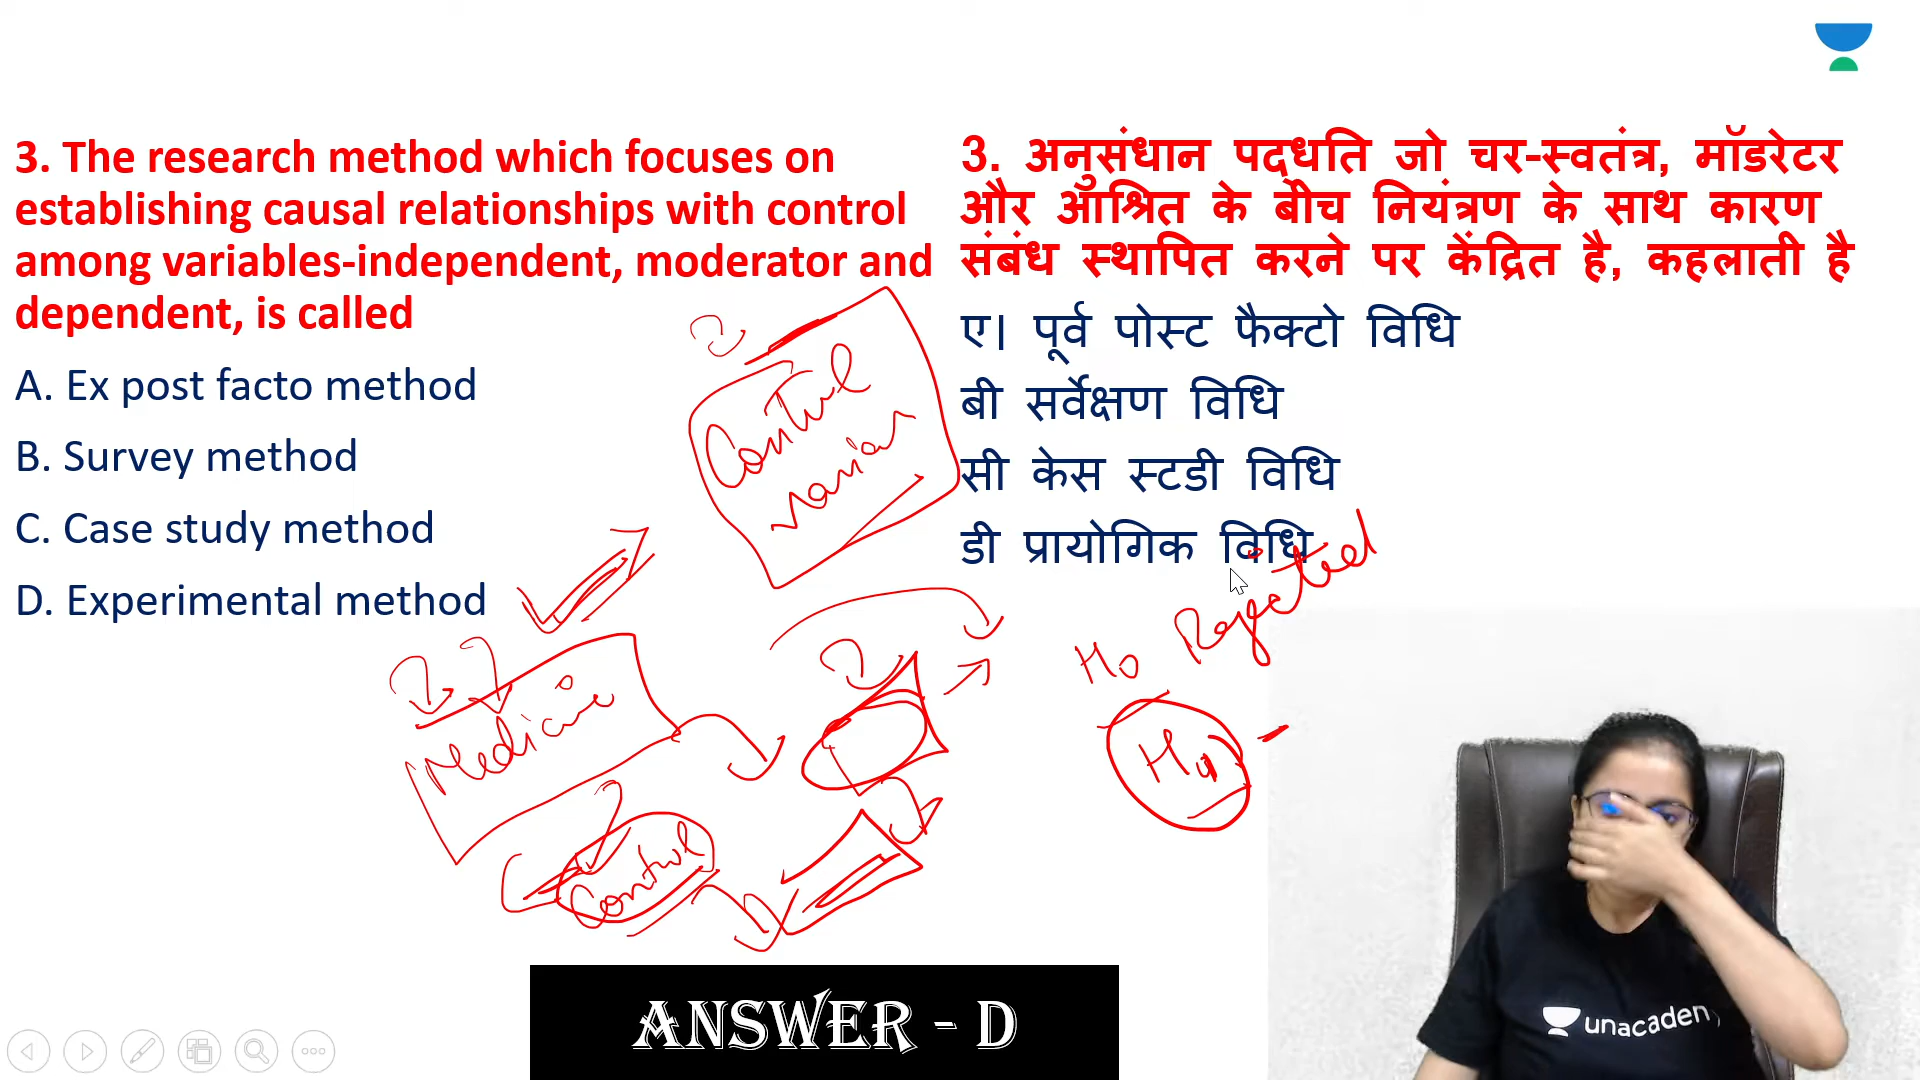 3. The research method which focuses on
establishing causal relationships with control
among variables-independent, moderator and
dependent, is called
A. Ex post facto method
B. Survey method
C. Case study method
D. Experimental method
3. अनुसंधान पद्धति जो चर-स्वतंत्र, मॉडरेटर
और आश्रित के बीच नियंत्रण के साथ कारण
संबंध स्थापित करने पर केंद्रित है, कहलाती है
ए। पूर्व पोस्ट फैक्टो विधि
बी सर्वेक्षण विधि
सी केस स्टडी विधि
डी प्रायोगिक विधि
Control
Medicine
Control
H0 Rejected
ANSWER - D
unacadem